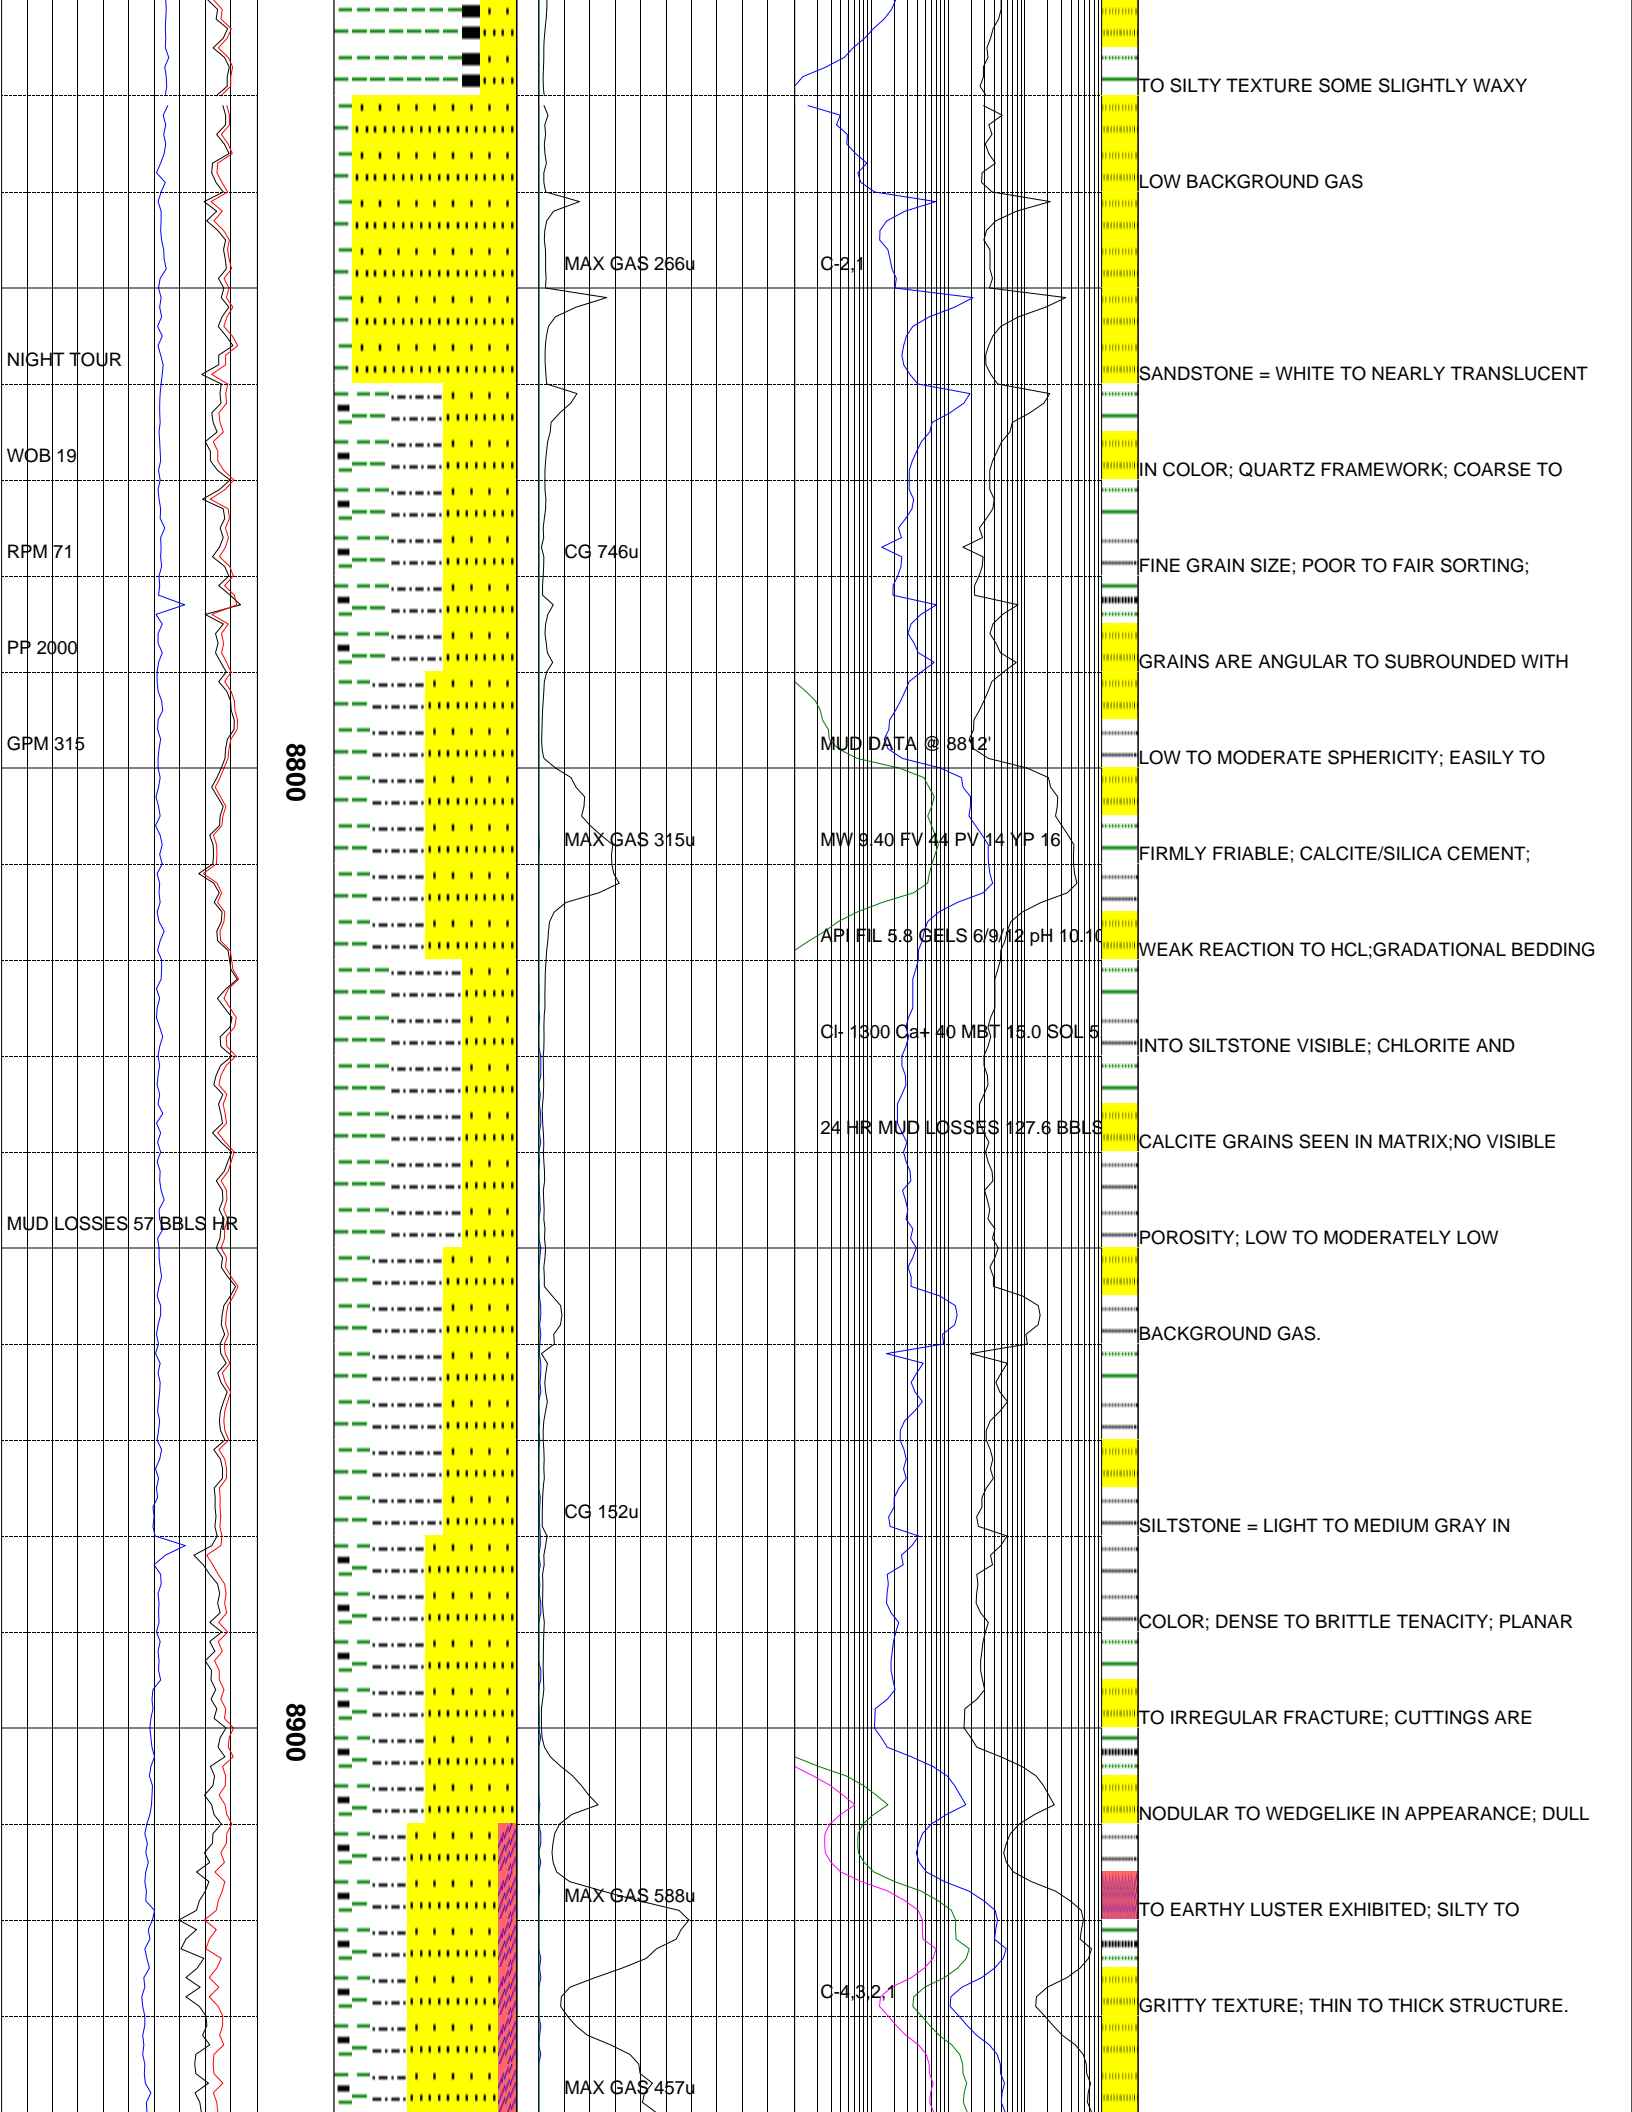 TO SILTY TEXTURE SOME SLIGHTLY WAXY
LOW BACKGROUND GAS
MAX GAS 266u
C-2,1
NIGHT TOUR
SANDSTONE = WHITE TO NEARLY TRANSLUCENT
WOB 19
IN COLOR; QUARTZ FRAMEWORK; COARSE TO
RPM 71
CG 746u
FINE GRAIN SIZE; POOR TO FAIR SORTING;
PP 2000
GRAINS ARE ANGULAR TO SUBROUNDED WITH
GPM 315
8800
MUD DATA @ 8812'
LOW TO MODERATE SPHERICITY; EASILY TO
MAX GAS 315u
MW 9.40 FV 44 PV 14 YP 16
FIRMLY FRIABLE; CALCITE/SILICA CEMENT;
API FIL 5.8 GELS 6/9/12 pH 10.10
WEAK REACTION TO HCL;GRADATIONAL BEDDING
Cl- 1300 Ca+ 40 MBT 15.0 SOL 5
INTO SILTSTONE VISIBLE; CHLORITE AND
24 HR MUD LOSSES 127.6 BBLS
CALCITE GRAINS SEEN IN MATRIX;NO VISIBLE
MUD LOSSES 57 BBLS HR
POROSITY; LOW TO MODERATELY LOW
BACKGROUND GAS.
CG 152u
SILTSTONE = LIGHT TO MEDIUM GRAY IN
COLOR; DENSE TO BRITTLE TENACITY; PLANAR
8900
TO IRREGULAR FRACTURE; CUTTINGS ARE
NODULAR TO WEDGELIKE IN APPEARANCE; DULL
MAX GAS 588u
TO EARTHY LUSTER EXHIBITED; SILTY TO
C-4,3,2,1
GRITTY TEXTURE; THIN TO THICK STRUCTURE.
MAX GAS 457u